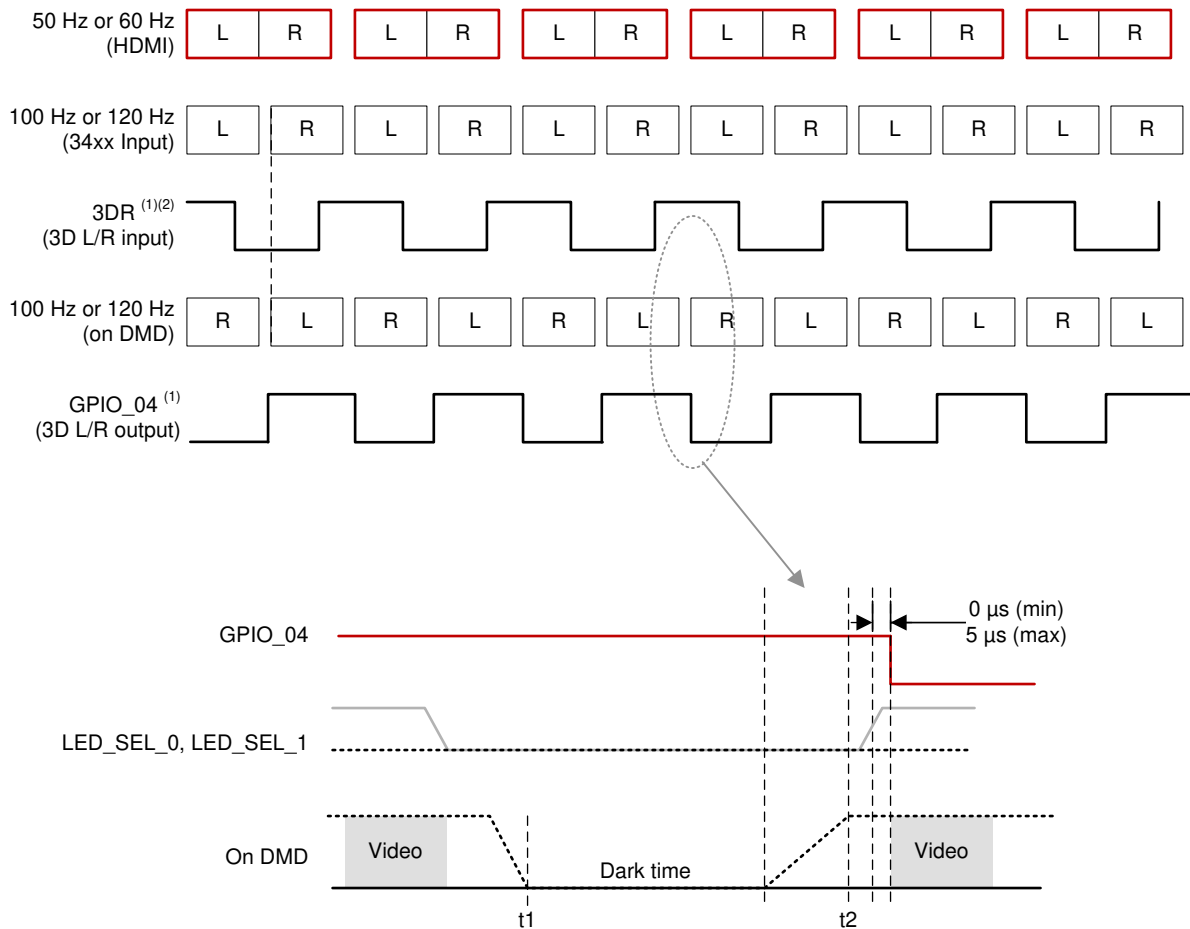 50 Hz or 60 Hz
(HDMI)
L R L R L R L R L R L R
100 Hz or 120 Hz
(34xx Input)
L R L R L R L R L R L R
3DR (1)(2)
(3D L/R input)
100 Hz or 120 Hz
(on DMD)
R L R L R L R L R L R L
GPIO_04 (1)
(3D L/R output)
0 µs (min)
5 µs (max)
GPIO_04
LED_SEL_0, LED_SEL_1
On DMD
Video
Dark time
Video
t1
t2